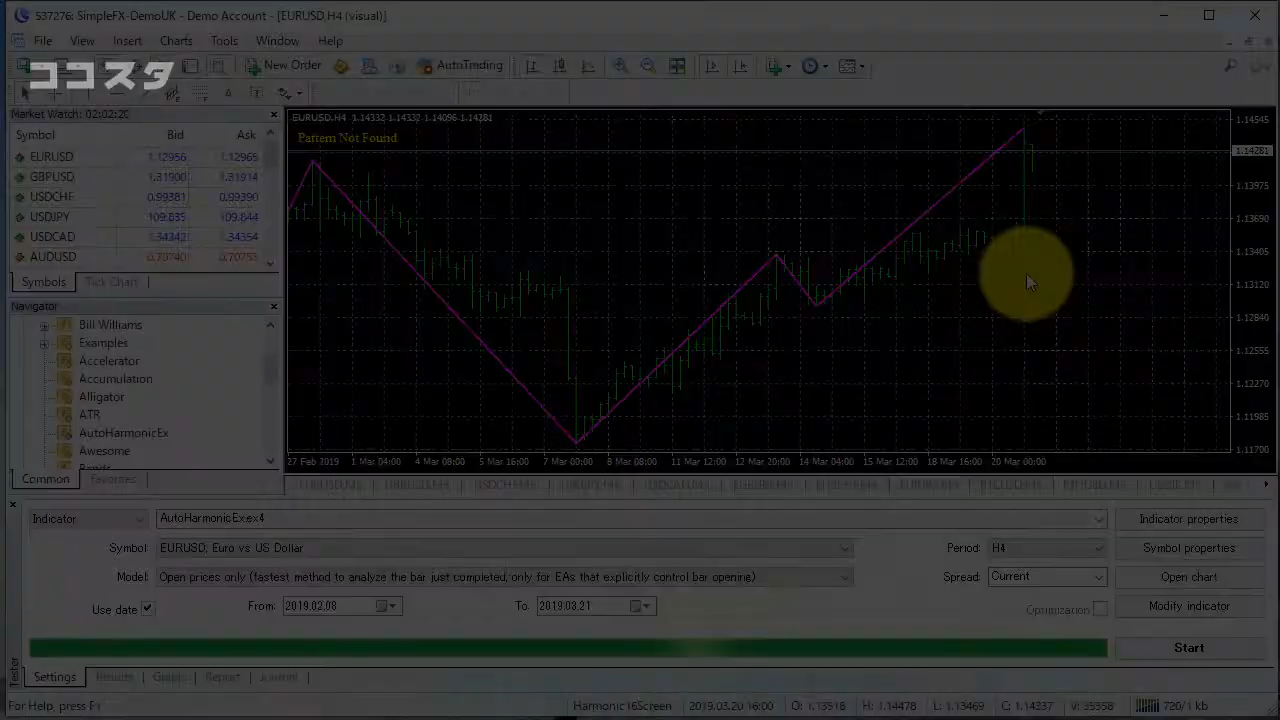 537276: SimpleFX-DemoUK - Demo Account - [EURUSD,H4 (visual)]
File View Insert Charts Tools Window Help
ココスタ
New Order AutoTrading
Market Watch: 02:02:20
Symbol Bid Ask
EURUSD 1.12956 1.12965
GBPUSD 1.31900 1.31914
USDCHF 0.99381 0.99390
USDJPY 109.835 109.844
USDCAD 1.34342 1.34354
AUDUSD 0.70740 0.70753
Symbols Tick Chart
Navigator
Bill Williams
Examples
Accelerator
Accumulation
Alligator
ATR
AutoHarmonicEx
Awesome
Bands
Common Favorites
EURUSD,H4 1.14332 1.14332 1.14096 1.14281
Pattern Not Found
1.14545
1.14281
1.13975
1.13690
1.13405
1.13120
1.12840
1.12555
1.12270
1.11985
1.11700
27 Feb 2019 1 Mar 04:00 4 Mar 08:00 5 Mar 16:00 7 Mar 00:00 8 Mar 08:00 11 Mar 12:00 12 Mar 20:00 14 Mar 04:00 15 Mar 12:00 18 Mar 16:00 20 Mar 00:00
Indicator AutoHarmonicEx.ex4 Indicator properties
Symbol: EURUSD, Euro vs US Dollar Period: H4 Symbol properties
Model: Open prices only (fastest method to analyze the bar just completed, only for EAs that explicitly control bar opening) Spread: Current Open chart
Use date From: 2019.02.08 To: 2019.03.21 Optimization Modify indicator
Start
Tester
Settings Results Graph Report Journal
For Help, press F1 Harmonic16Screen 2019.03.20 16:00 O: 1.13518 H: 1.14478 L: 1.13469 C: 1.14337 V: 35358 720/1 kb